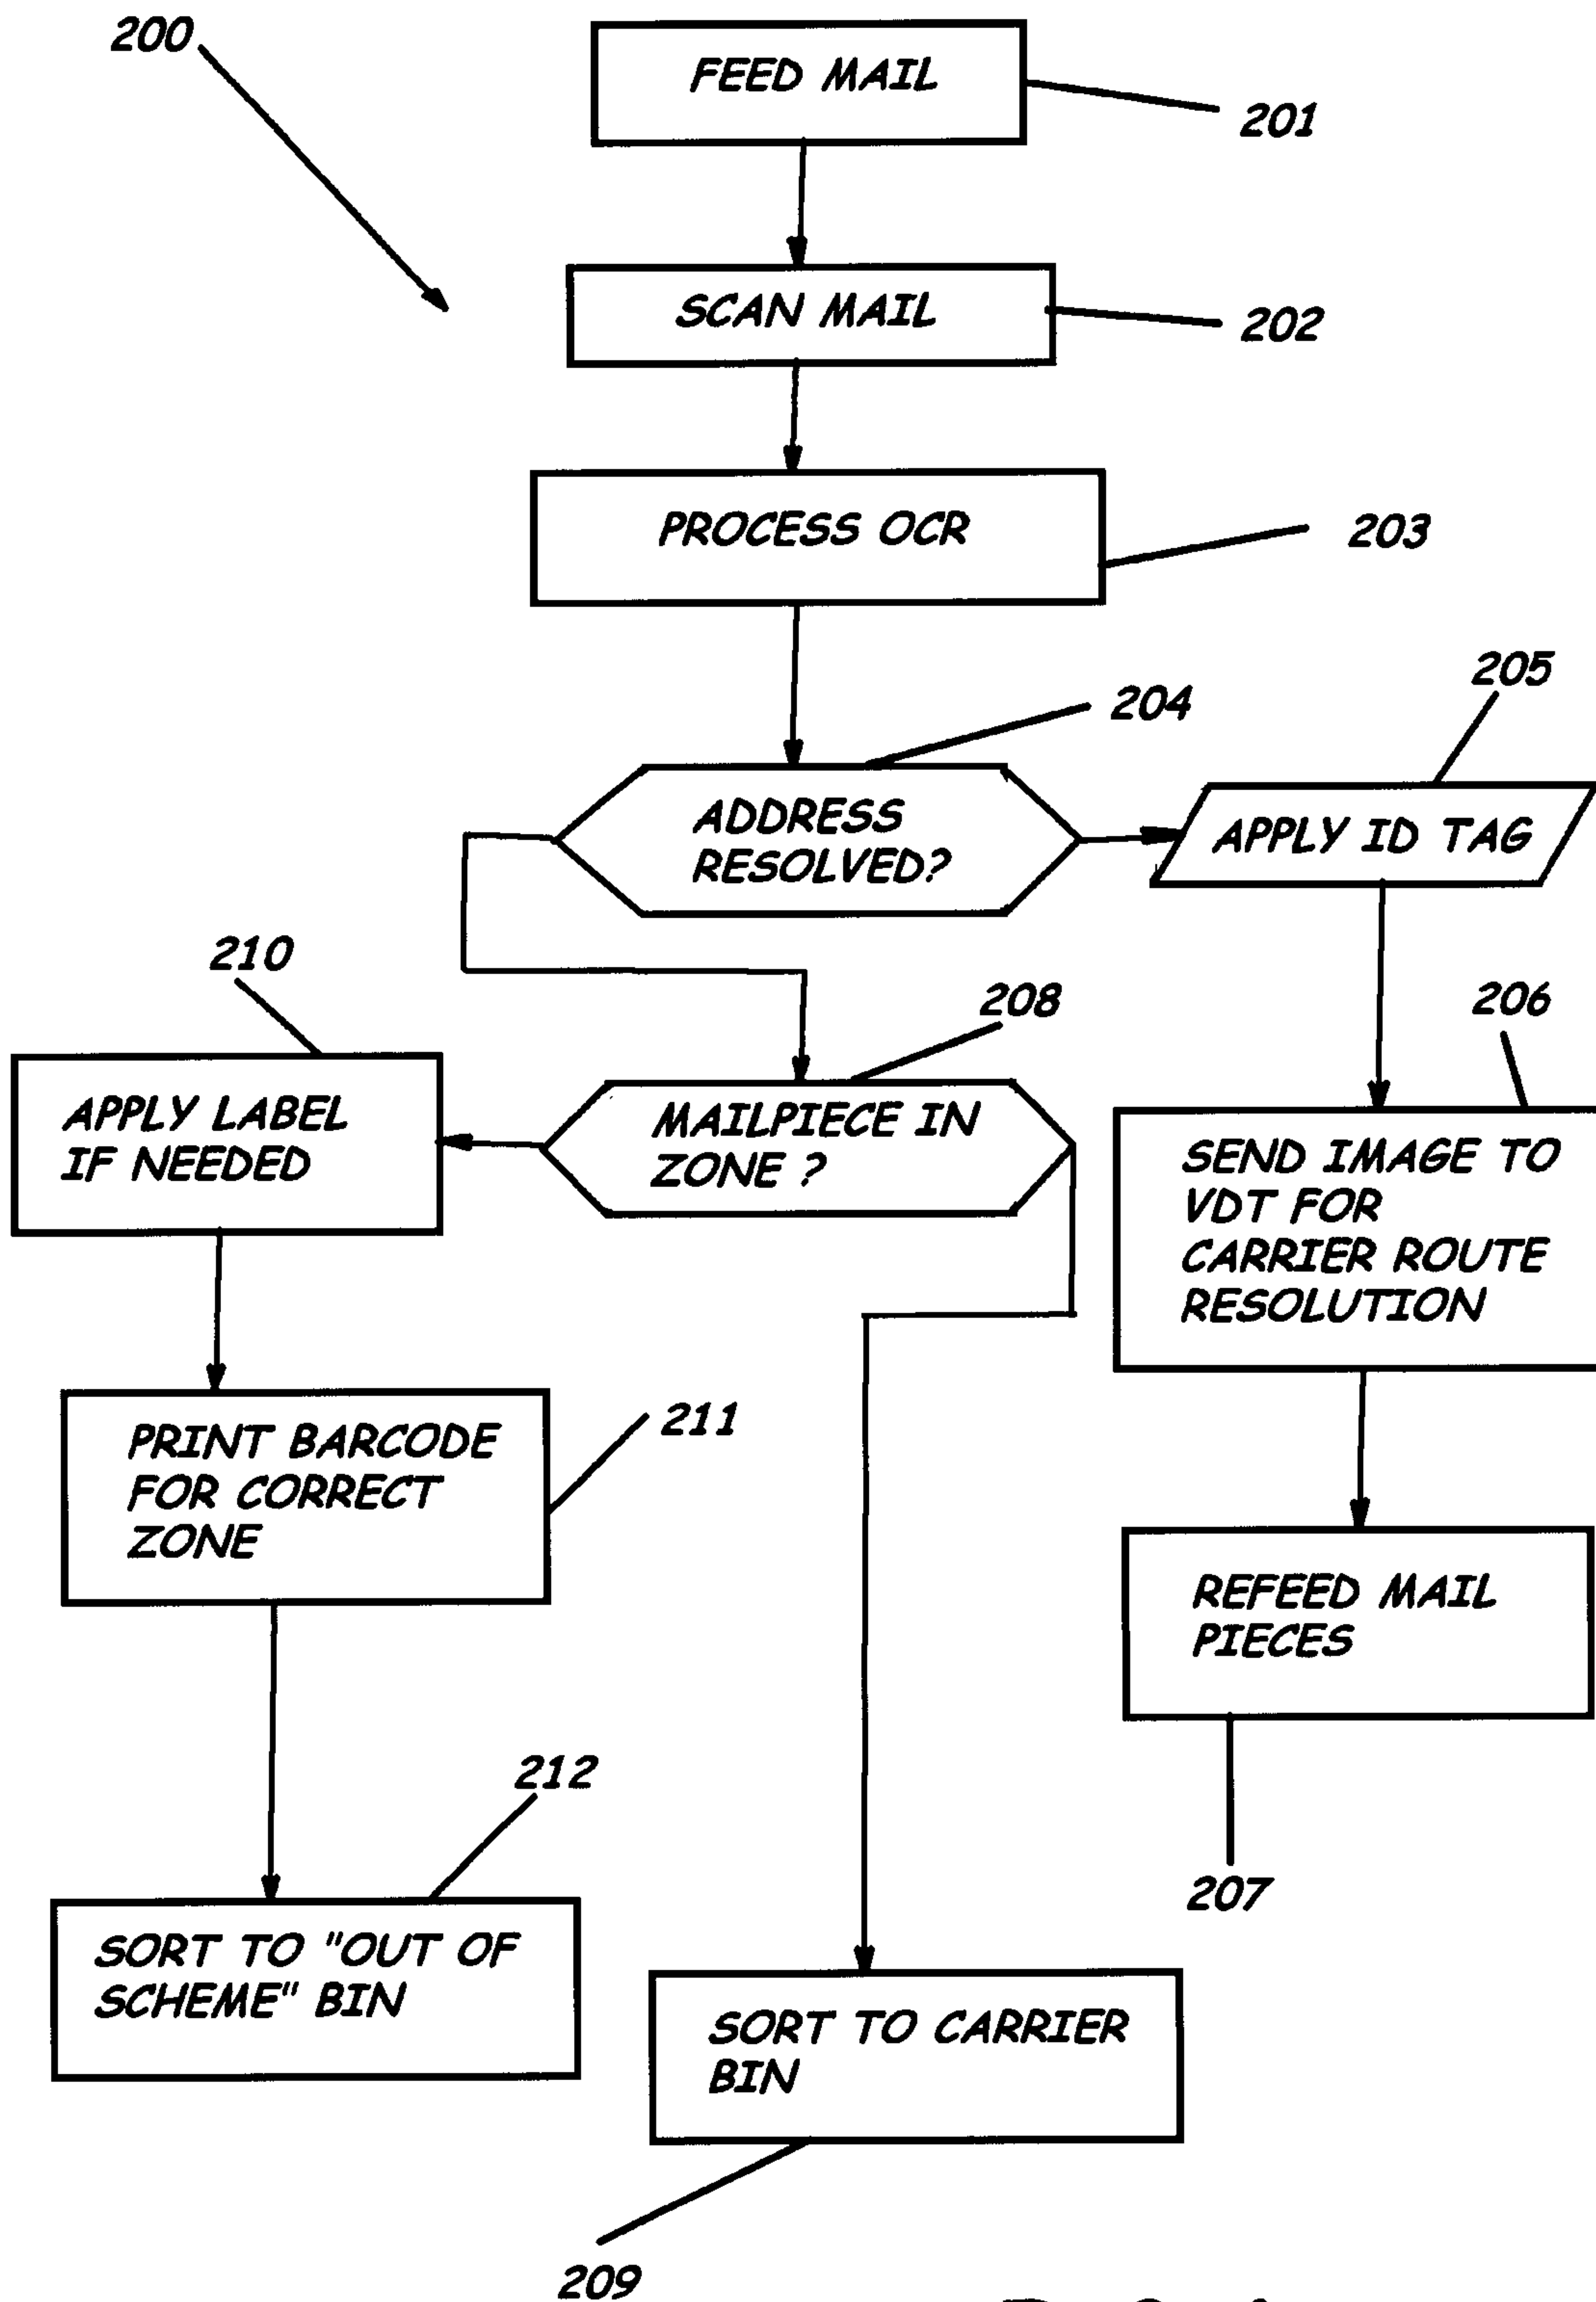 200
FEED MAIL
201
SCAN MAIL
202
PROCESS OCR
203
204
205
ADDRESS
RESOLVED?
APPLY ID TAG
210
208
206
APPLY LABEL
IF NEEDED
MAILPIECE IN
ZONE ?
SEND IMAGE TO
VDT FOR
CARRIER ROUTE
RESOLUTION
PRINT BARCODE
FOR CORRECT
ZONE
211
REFEED MAIL
PIECES
207
212
SORT TO "OUT OF
SCHEME" BIN
SORT TO CARRIER
BIN
209